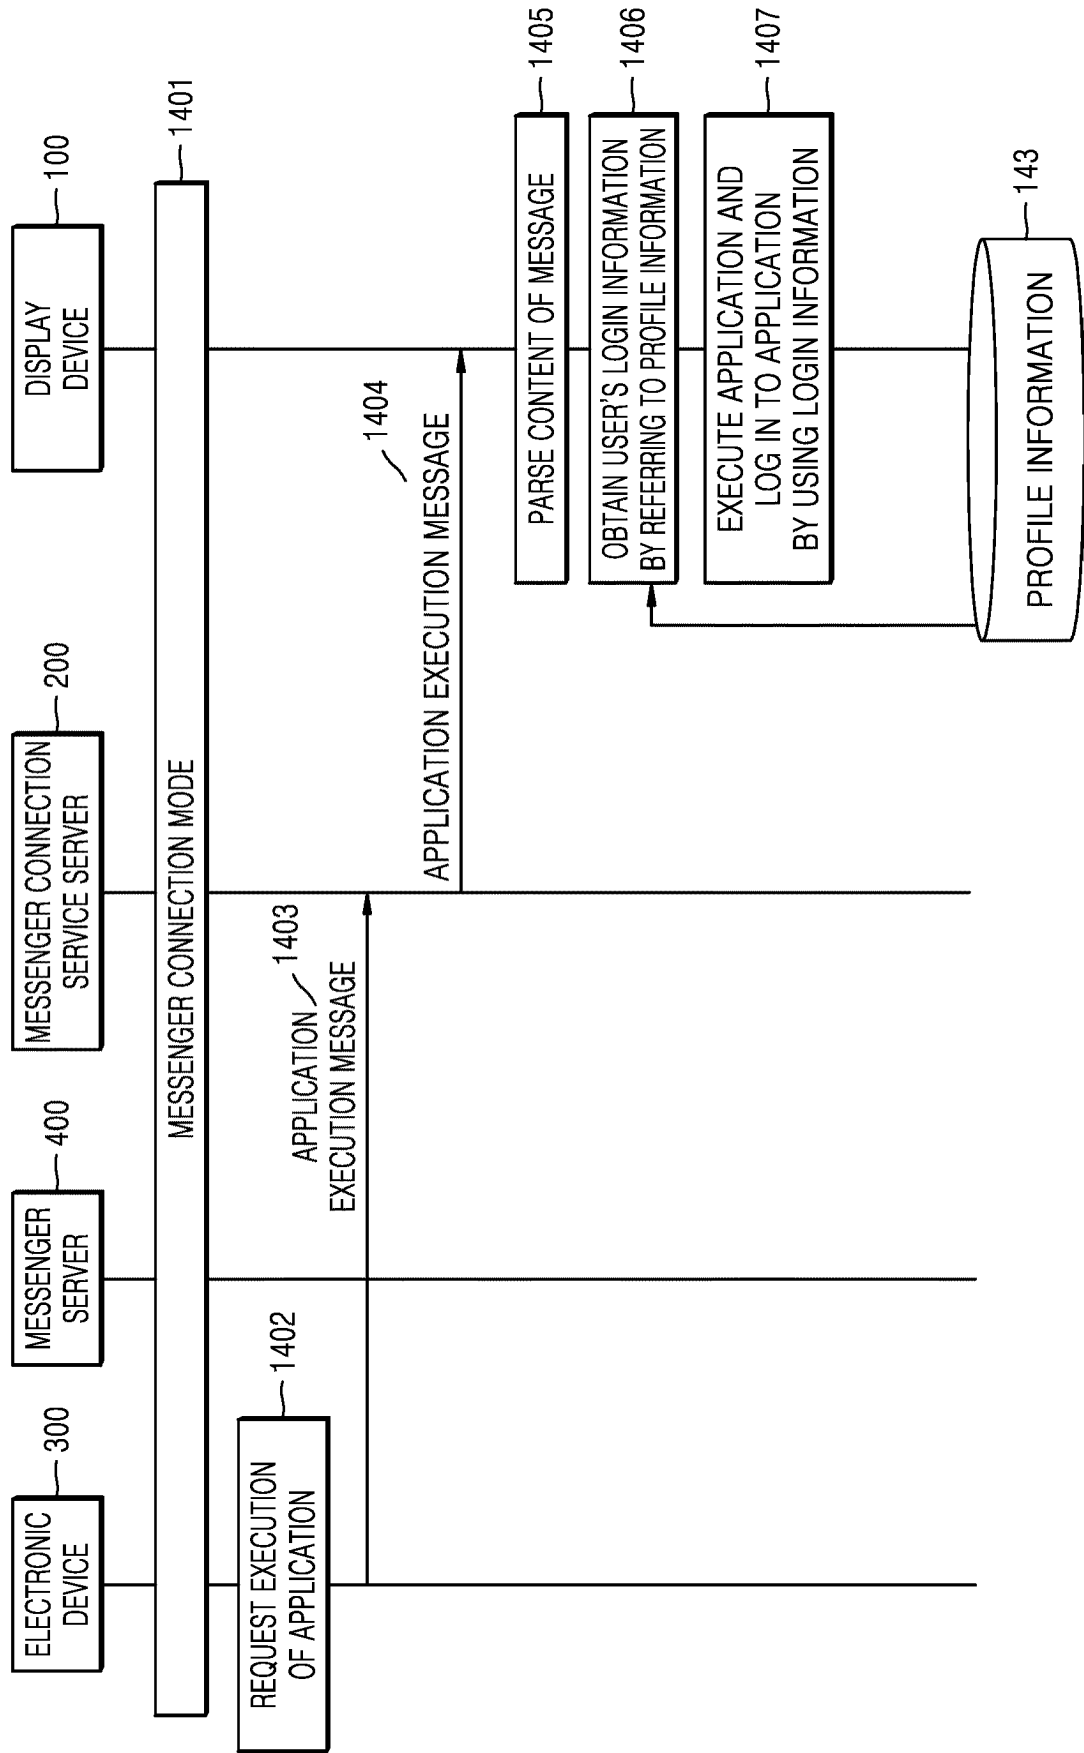 ELECTRONIC
DEVICE
300
MESSENGER
SERVER
400
MESSENGER CONNECTION
SERVICE SERVER
200
DISPLAY
DEVICE
100
MESSENGER CONNECTION MODE
1401
REQUEST EXECUTION
OF APPLICATION
1402
APPLICATION
EXECUTION MESSAGE
1403
APPLICATION EXECUTION MESSAGE
1404
PARSE CONTENT OF MESSAGE
1405
OBTAIN USER'S LOGIN INFORMATION
BY REFERRING TO PROFILE INFORMATION
1406
EXECUTE APPLICATION AND
LOG IN TO APPLICATION
BY USING LOGIN INFORMATION
1407
PROFILE INFORMATION
143